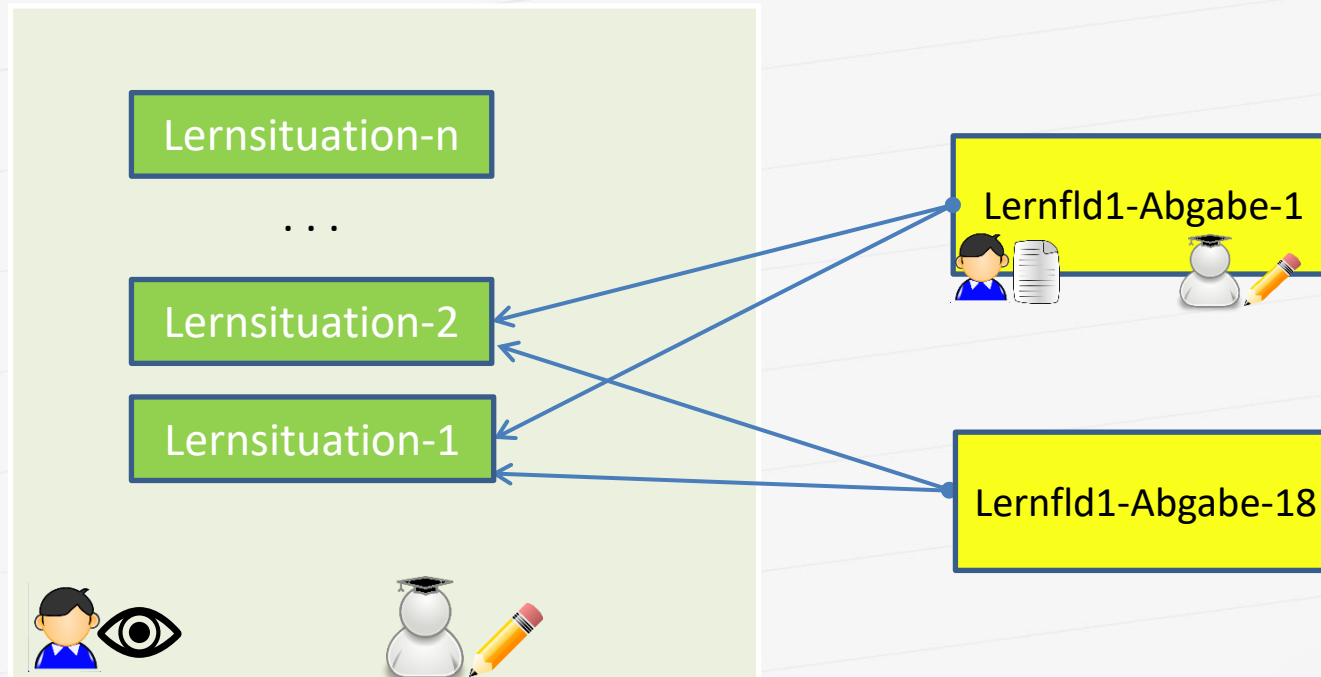 Lernsituation-n
. . .
Lernsituation-2
Lernsituation-1
Lernfld1-Abgabe-1
Lernfld1-Abgabe-18